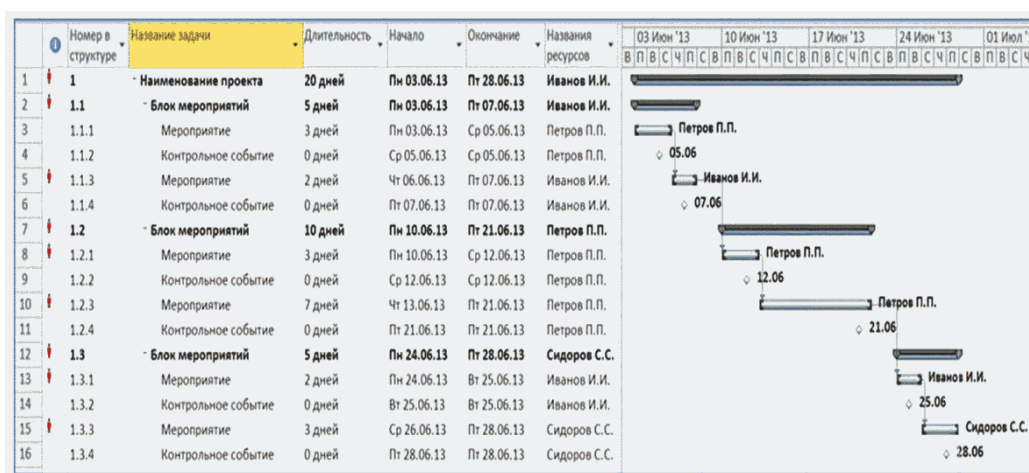 Номер в структуре Название задачи Длительность Начало Окончание Названия ресурсов 03 Июн '13 10 Июн '13 17 Июн '13 24 Июн '13 01 Июл '
В П В С Ч П С В П В С Ч П С В П В С Ч П С В П В С Ч П С В П В С Ч
1 1 Наименование проекта 20 дней Пн 03.06.13 Пт 28.06.13 Иванов И.И.
2 1.1 Блок мероприятий 5 дней Пн 03.06.13 Пт 07.06.13 Иванов И.И.
3 1.1.1 Мероприятие 3 дней Пн 03.06.13 Ср 05.06.13 Петров П.П. Петров П.П.
4 1.1.2 Контрольное событие 0 дней Ср 05.06.13 Ср 05.06.13 Петров П.П. 05.06
5 1.1.3 Мероприятие 2 дней Чт 06.06.13 Пт 07.06.13 Иванов И.И. Иванов И.И.
6 1.1.4 Контрольное событие 0 дней Пт 07.06.13 Пт 07.06.13 Иванов И.И. 07.06
7 1.2 Блок мероприятий 10 дней Пн 10.06.13 Пт 21.06.13 Петров П.П.
8 1.2.1 Мероприятие 3 дней Пн 10.06.13 Ср 12.06.13 Петров П.П. Петров П.П.
9 1.2.2 Контрольное событие 0 дней Ср 12.06.13 Ср 12.06.13 Петров П.П. 12.06
10 1.2.3 Мероприятие 7 дней Чт 13.06.13 Пт 21.06.13 Петров П.П. Петров П.П.
11 1.2.4 Контрольное событие 0 дней Пт 21.06.13 Пт 21.06.13 Петров П.П. 21.06
12 1.3 Блок мероприятий 5 дней Пн 24.06.13 Пт 28.06.13 Сидоров С.С.
13 1.3.1 Мероприятие 2 дней Пн 24.06.13 Вт 25.06.13 Иванов И.И. Иванов И.И.
14 1.3.2 Контрольное событие 0 дней Вт 25.06.13 Вт 25.06.13 Иванов И.И. 25.06
15 1.3.3 Мероприятие 3 дней Ср 26.06.13 Пт 28.06.13 Сидоров С.С. Сидоров С.С.
16 1.3.4 Контрольное событие 0 дней Пт 28.06.13 Пт 28.06.13 Сидоров С.С. 28.06